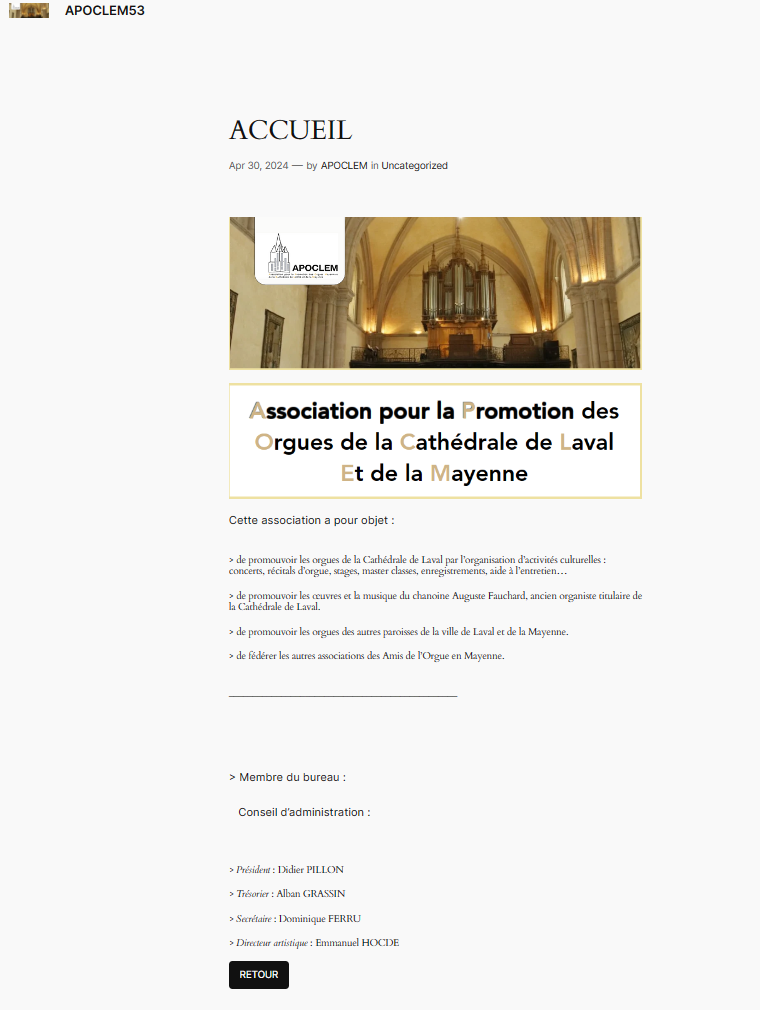 APOCLEM53
ACCUEIL
Apr 30, 2024 — by APOCLEM in Uncategorized
APOCLEM
Association pour la Promotion des
Orgues de la Cathédrale de Laval
Et de la Mayenne
Cette association a pour objet :
> de promouvoir les orgues de la Cathédrale de Laval par l'organisation d'activités culturelles :
concerts, récitals d'orgue, stages, master classes, enregistrements, aide à l'entretien…
> de promouvoir les œuvres et la musique du chanoine Auguste Fauchard, ancien organiste titulaire de
la Cathédrale de Laval.
> de promouvoir les orgues des autres paroisses de la ville de Laval et de la Mayenne.
> de fédérer les autres associations des Amis de l'Orgue en Mayenne.
> Membre du bureau :
Conseil d'administration :
> Président : Didier PILLON
> Trésorier : Alban GRASSIN
> Secrétaire : Dominique FERRU
> Directeur artistique : Emmanuel HOCDE
RETOUR